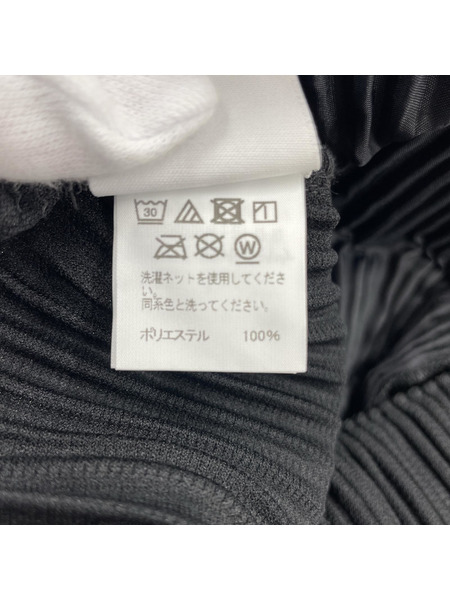 30
W
洗濯ネットを使用してくださ
い。
同系色と洗ってください。
ポリエステル 100%